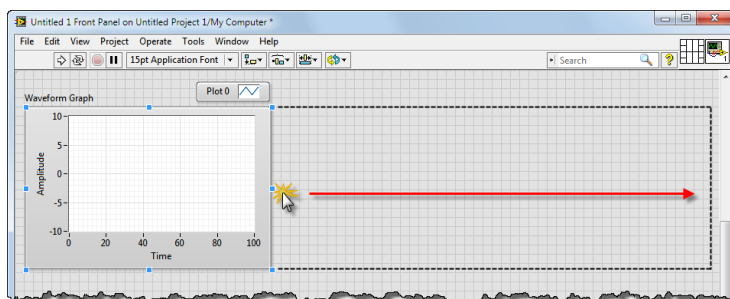 Untitled 1 Front Panel on Untitled Project 1/My Computer *
File Edit View Project Operate Tools Window Help
15pt Application Font
Search
?
1
Plot 0
Waveform Graph
10
5
0
-5
-10
Amplitude
0 20 40 60 80 100
Time